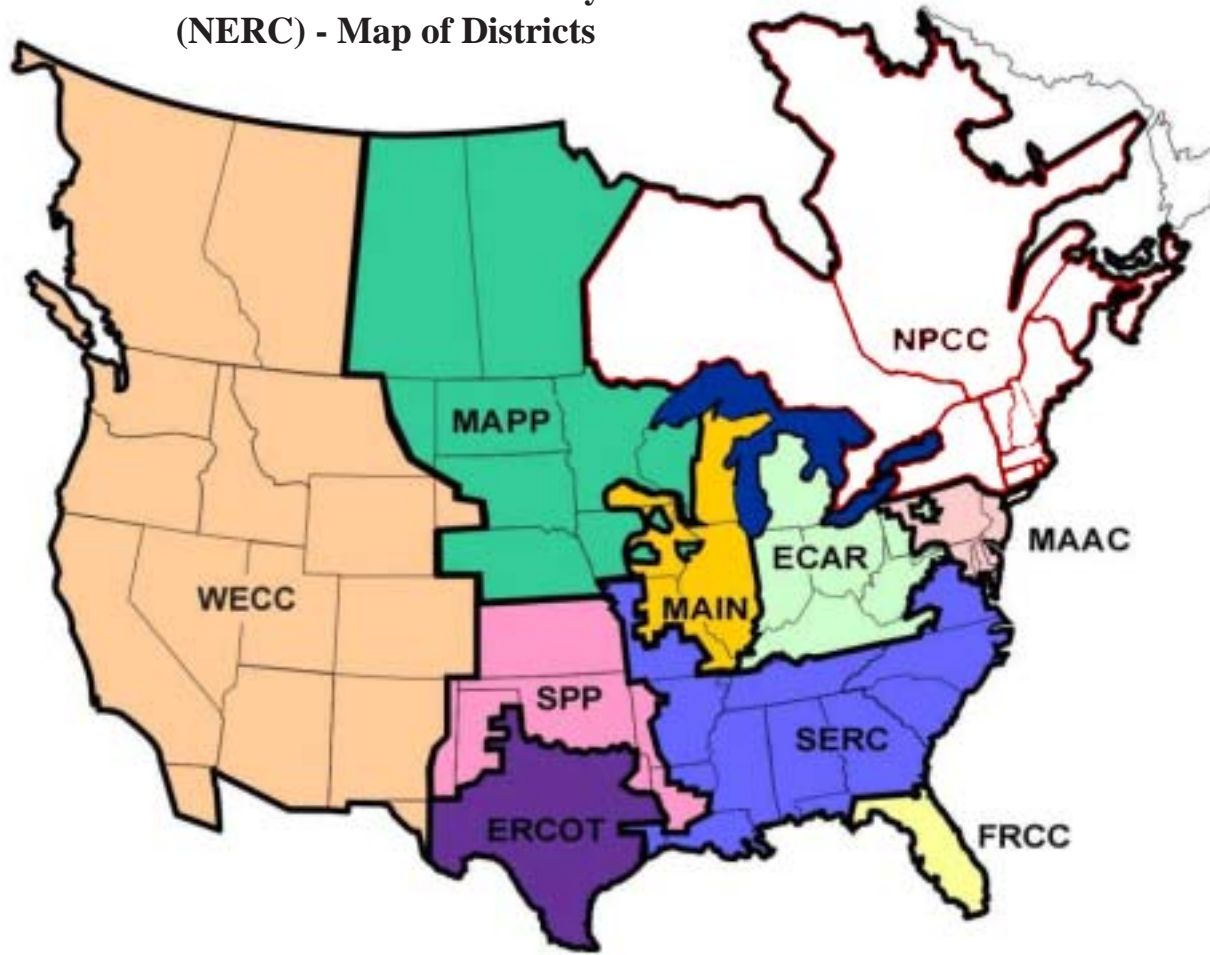 (NERC) - Map of Districts
NPCC
MAPP
MAAC
ECAR
WECC
MAIN
SPP
SERC
ERCOT
FRCC